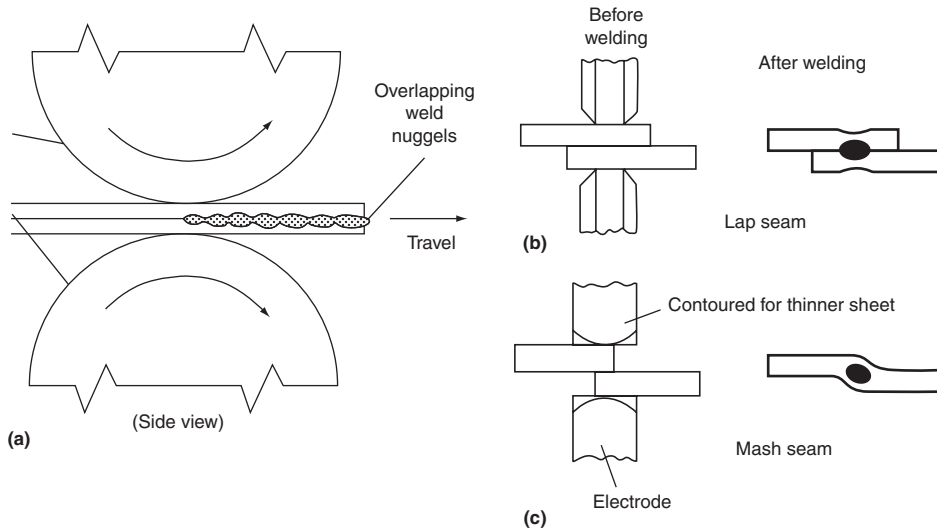 Overlapping
weld
nuggels
Travel
(Side view)
(a)
Before
welding
After welding
Lap seam
(b)
Contoured for thinner sheet
Mash seam
Electrode
(c)